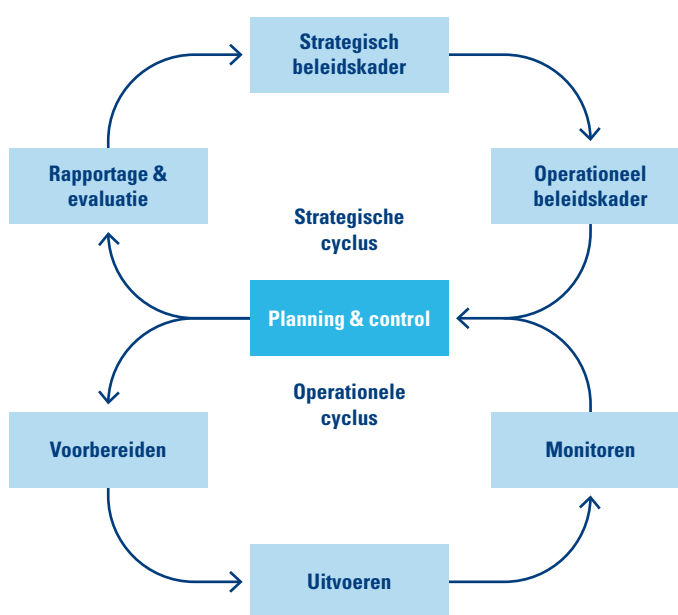 Strategisch
beleidskader
Rapportage &
evaluatie
Operationeel
beleidskader
Strategische
cyclus
Planning & control
Operationele
cyclus
Voorbereiden
Monitoren
Uitvoeren